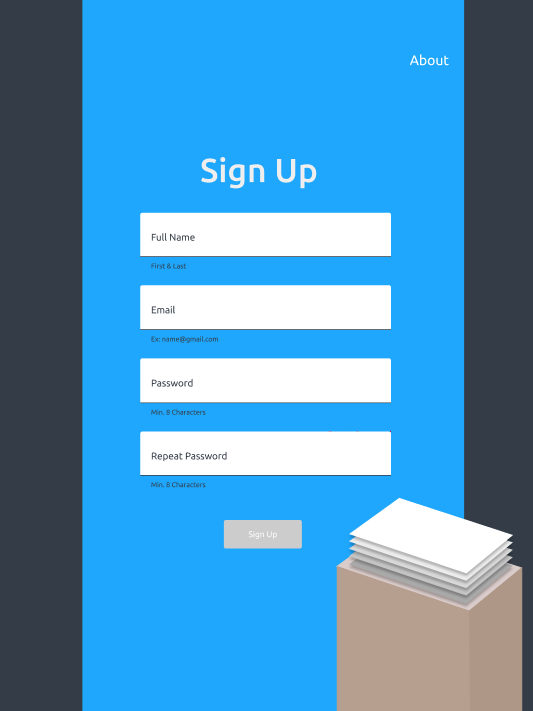 About
Sign Up
Full Name
First & Last
Email
Ex: name@gmail.com
Password
Min. 8 Characters
Repeat Password
Min. 8 Characters
Sign Up